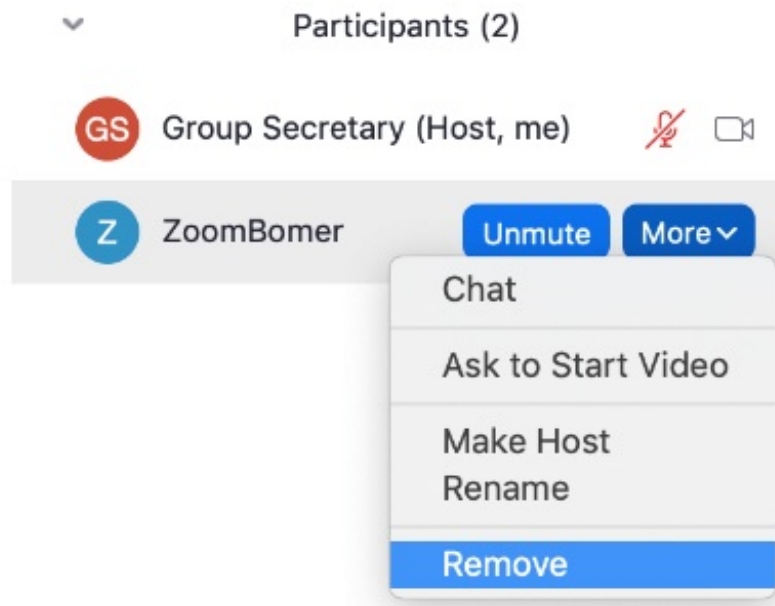 Participants (2)
GS Group Secretary (Host, me)
Z ZoomBomer Unmute More
Chat
Ask to Start Video
Make Host
Rename
Remove